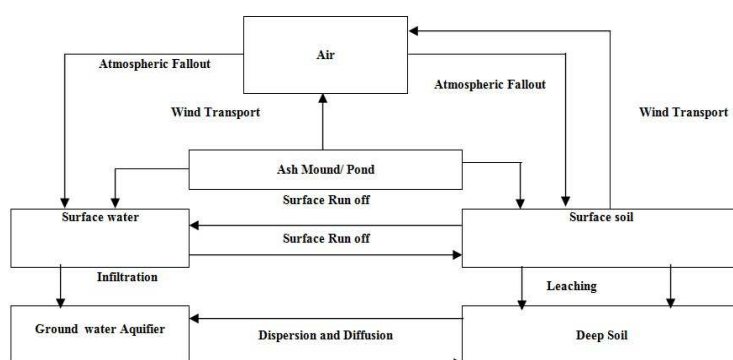 Air
Atmospheric Fallout
Atmospheric Fallout
Wind Transport
Wind Transport
Ash Mound/ Pond
Surface Run off
Surface water
Surface soil
Surface Run off
Infiltration
Leaching
Ground water Aquifier
Dispersion and Diffusion
Deep Soil